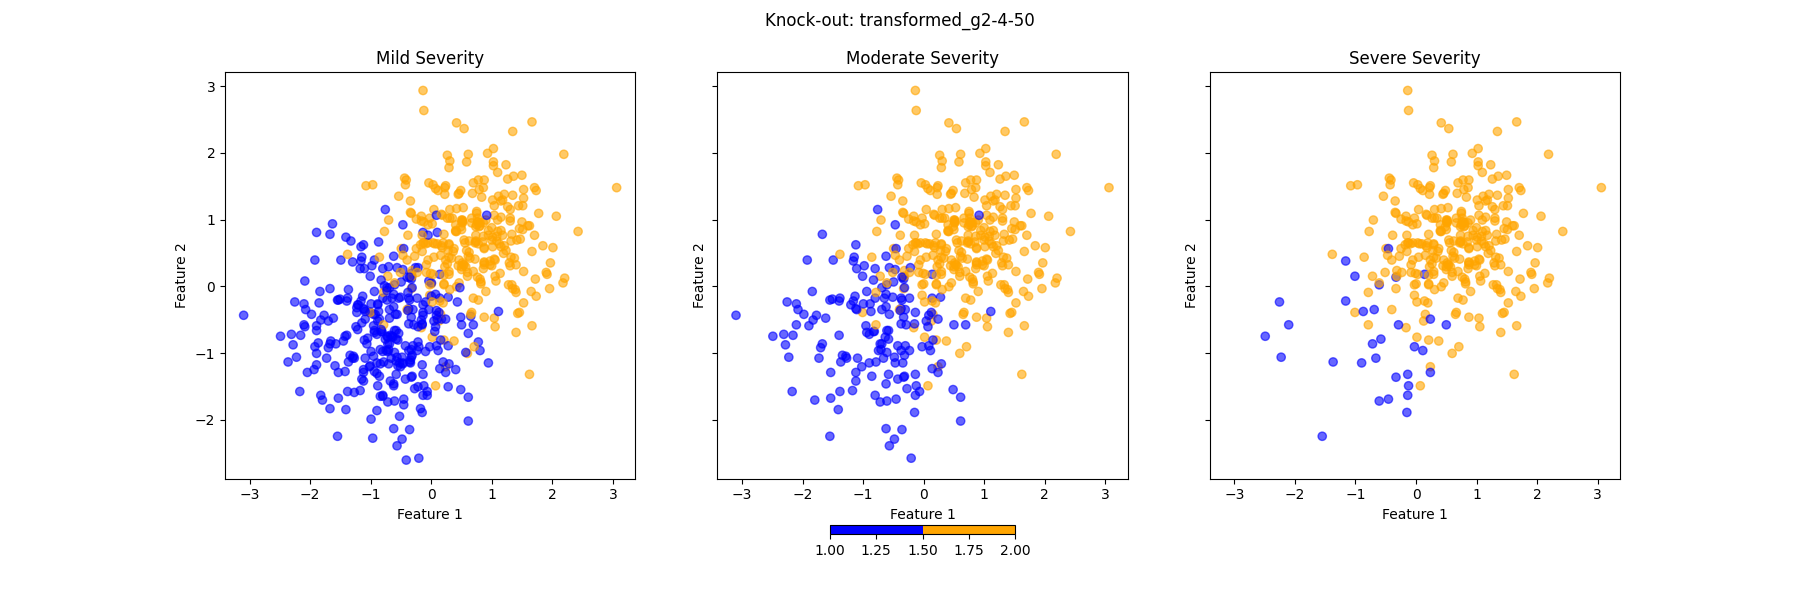 Knock-out: transformed_g2-4-50
Mild Severity
Moderate Severity
Severe Severity
3
2
1
0
−1
−2
Feature 2
Feature 2
Feature 2
−3 −2 −1 0 1 2 3
−3 −2 −1 0 1 2 3
−3 −2 −1 0 1 2 3
Feature 1
Feature 1
Feature 1
1.00 1.25 1.50 1.75 2.00